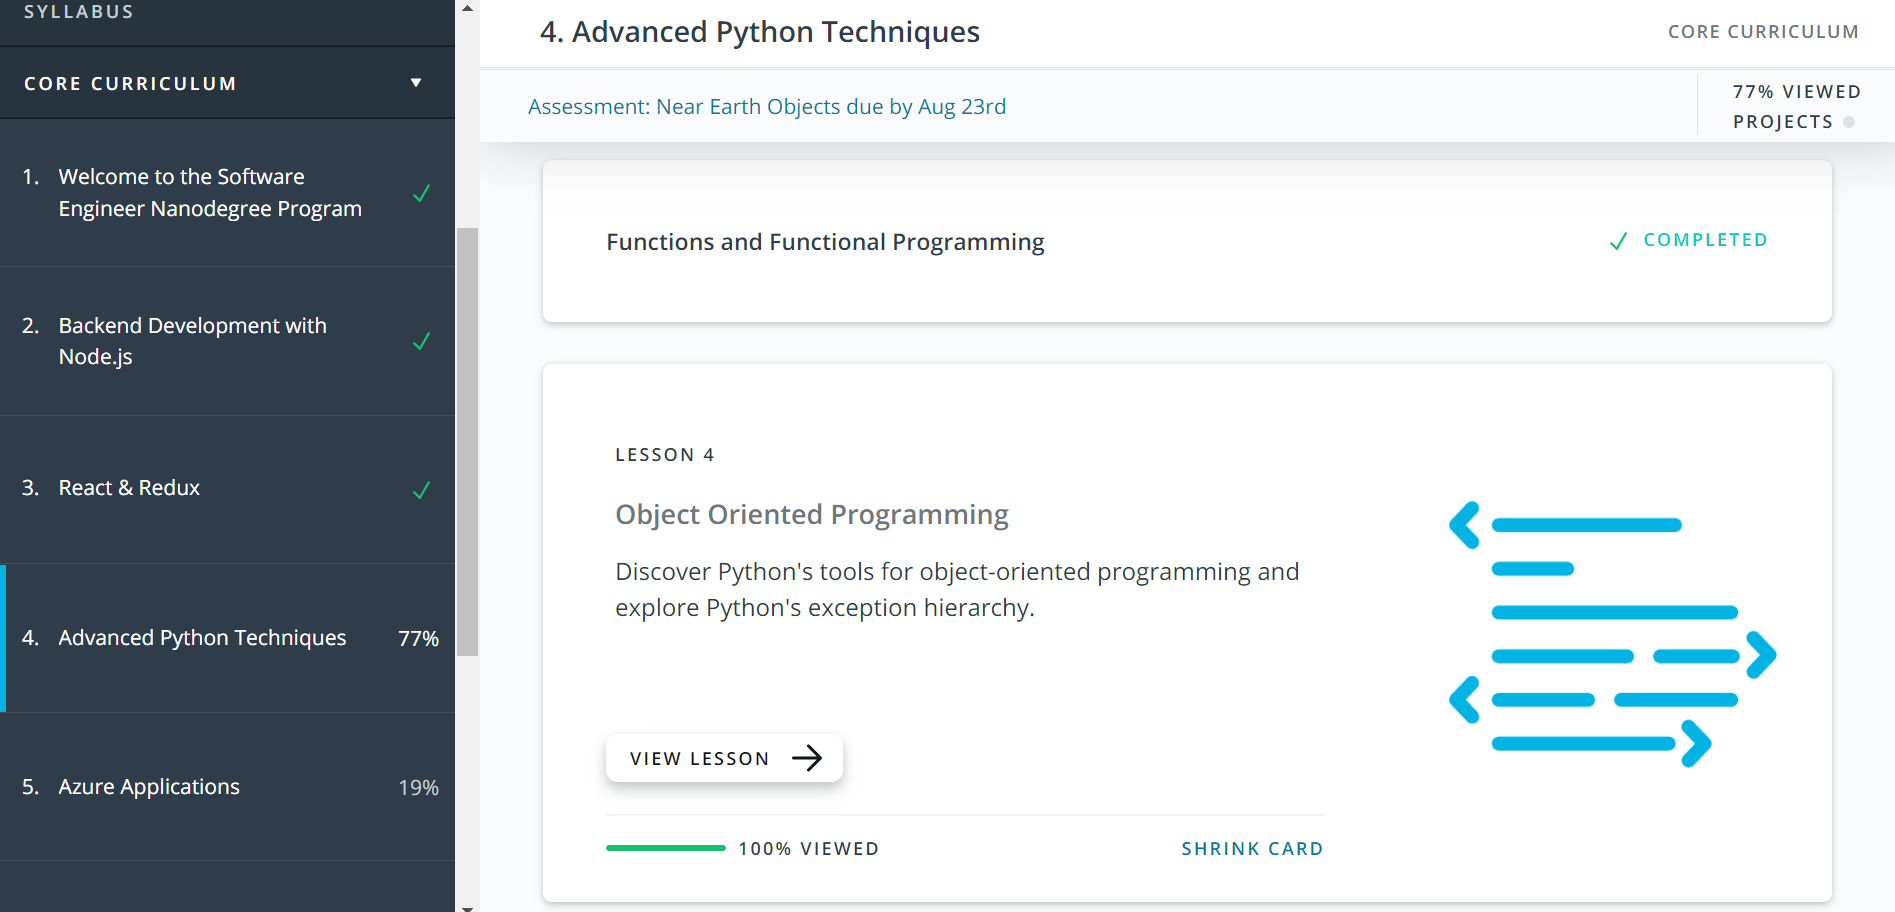 SYLLABUS
CORE CURRICULUM
1. Welcome to the Software
Engineer Nanodegree Program
2. Backend Development with
Node.js
3. React & Redux
4. Advanced Python Techniques 77%
5. Azure Applications 19%
4. Advanced Python Techniques
CORE CURRICULUM
Assessment: Near Earth Objects due by Aug 23rd
77% VIEWED
PROJECTS
Functions and Functional Programming
COMPLETED
LESSON 4
Object Oriented Programming
Discover Python's tools for object-oriented programming and
explore Python's exception hierarchy.
VIEW LESSON
100% VIEWED
SHRINK CARD